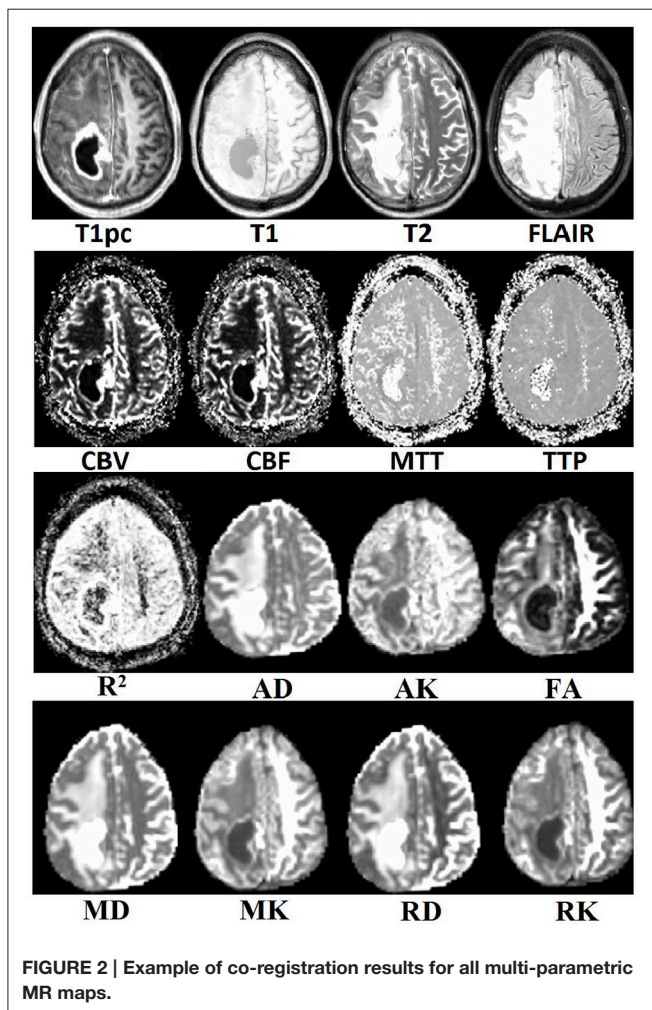 T1pc T1 T2 FLAIR
CBV CBF MTT TTP
R² AD AK FA
MD MK RD RK
FIGURE 2 | Example of co-registration results for all multi-parametric
MR maps.